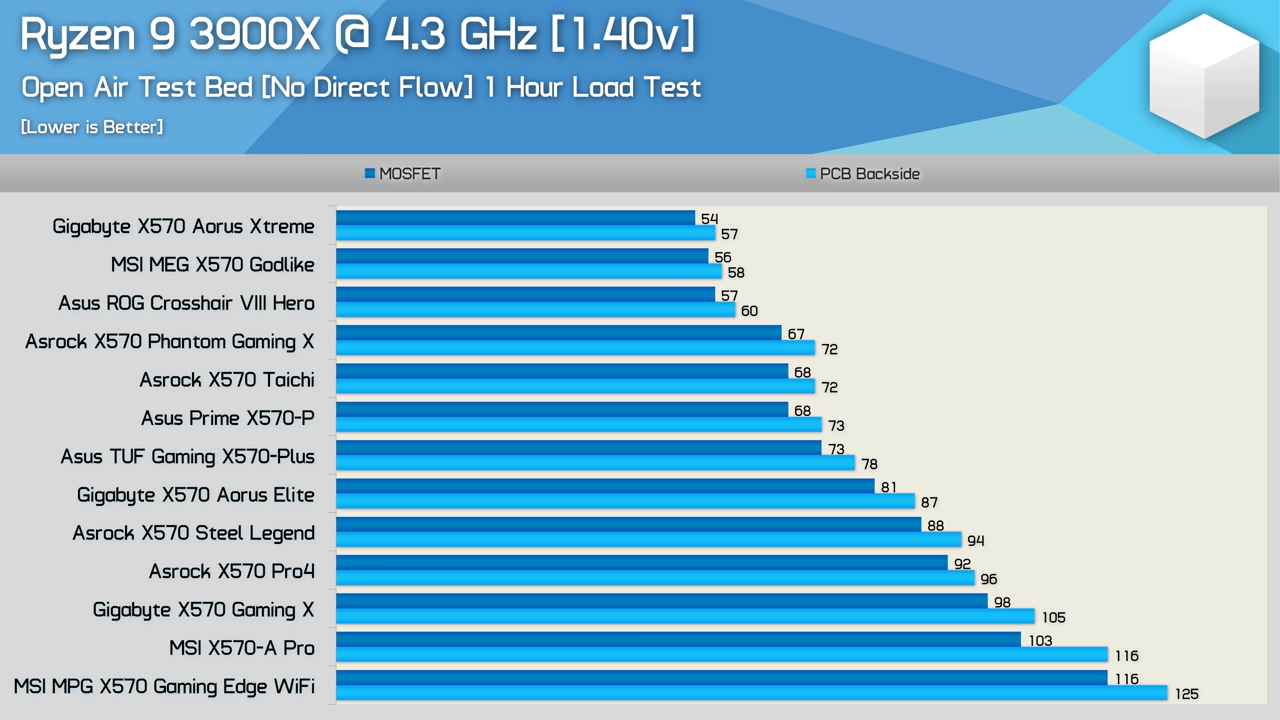 Ryzen 9 3900X @ 4.3 GHz [1.40v]
Open Air Test Bed [No Direct Flow] 1 Hour Load Test
[Lower is Better]
MOSFET PCB Backside
Gigabyte X570 Aorus Xtreme 54
57
MSI MEG X570 Godlike 56
58
Asus ROG Crosshair VIII Hero 57
60
Asrock X570 Phantom Gaming X 67
72
Asrock X570 Taichi 68
72
Asus Prime X570-P 68
73
Asus TUF Gaming X570-Plus 73
78
Gigabyte X570 Aorus Elite 81
87
Asrock X570 Steel Legend 88
94
Asrock X570 Pro4 92
96
Gigabyte X570 Gaming X 98
105
MSI X570-A Pro 103
116
MSI MPG X570 Gaming Edge WiFi 116
125